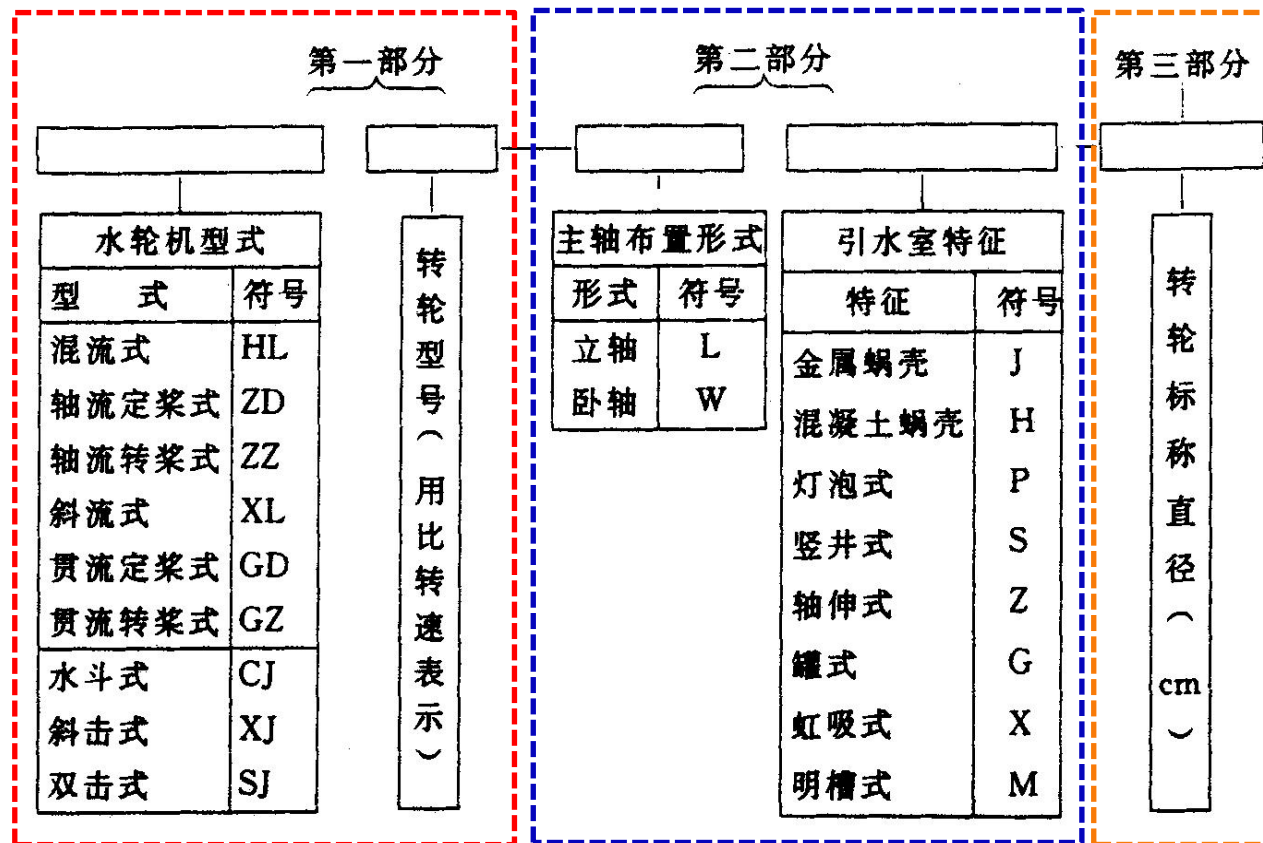 第一部分
第二部分
第三部分
水轮机型式
型 式 符号
混流式 HL
轴流定桨式 ZD
轴流转桨式 ZZ
斜流式 XL
贯流定桨式 GD
贯流转桨式 GZ
水斗式 CJ
斜击式 XJ
双击式 SJ
转轮型号(用比转速表示)
主轴布置形式
形式 符号
立轴 L
卧轴 W
引水室特征
特征 符号
金属蜗壳 J
混凝土蜗壳 H
灯泡式 P
竖井式 S
轴伸式 Z
罐式 G
虹吸式 X
明槽式 M
转轮标称直径(cm)